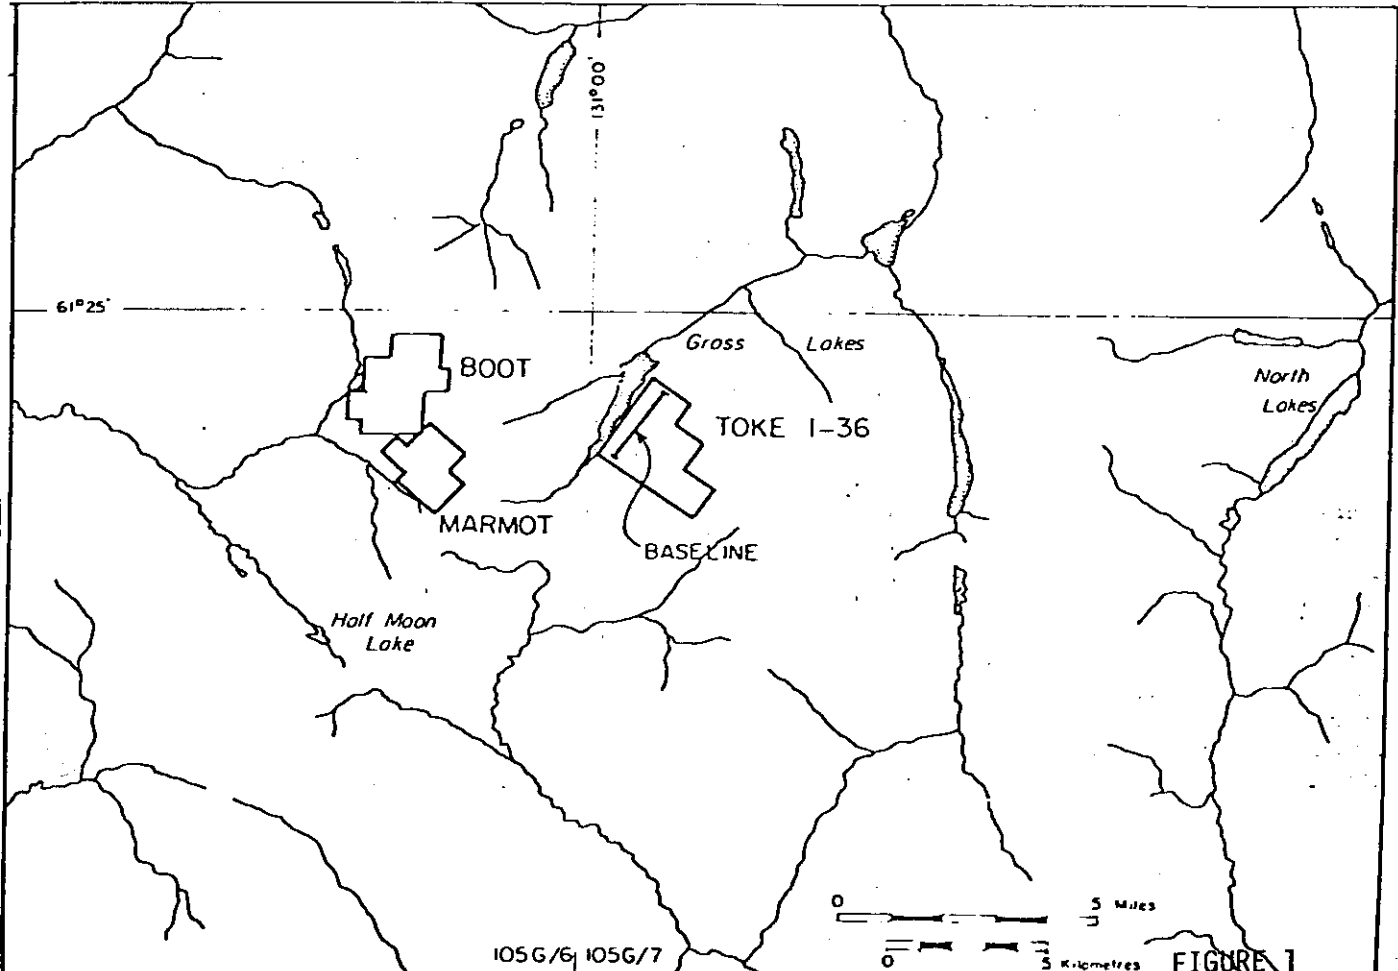 131°00'
61°25'
Gross Lakes
BOOT
North
Lakes
TOKE 1-36
MARMOT
BASELINE
Half Moon
Lake
0 5 Miles
105G/6 105G/7
0 5 Kilometres
FIGURE 1